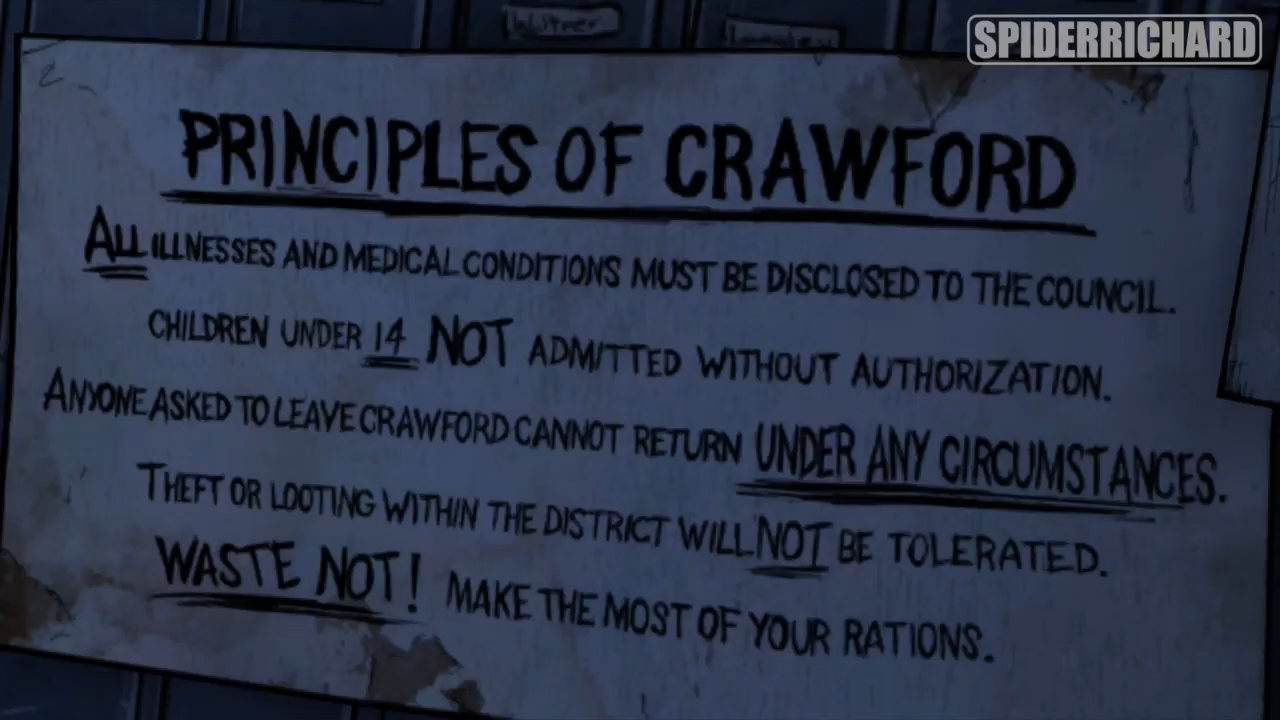 SPIDERRICHARD
PRINCIPLES OF CRAWFORD
ALL ILLNESSES AND MEDICAL CONDITIONS MUST BE DISCLOSED TO THE COUNCIL.
CHILDREN UNDER 14 NOT ADMITTED WITHOUT AUTHORIZATION.
ANYONE ASKED TO LEAVE CRAWFORD CANNOT RETURN UNDER ANY CIRCUMSTANCES.
THEFT OR LOOTING WITHIN THE DISTRICT WILL NOT BE TOLERATED.
WASTE NOT! MAKE THE MOST OF YOUR RATIONS.